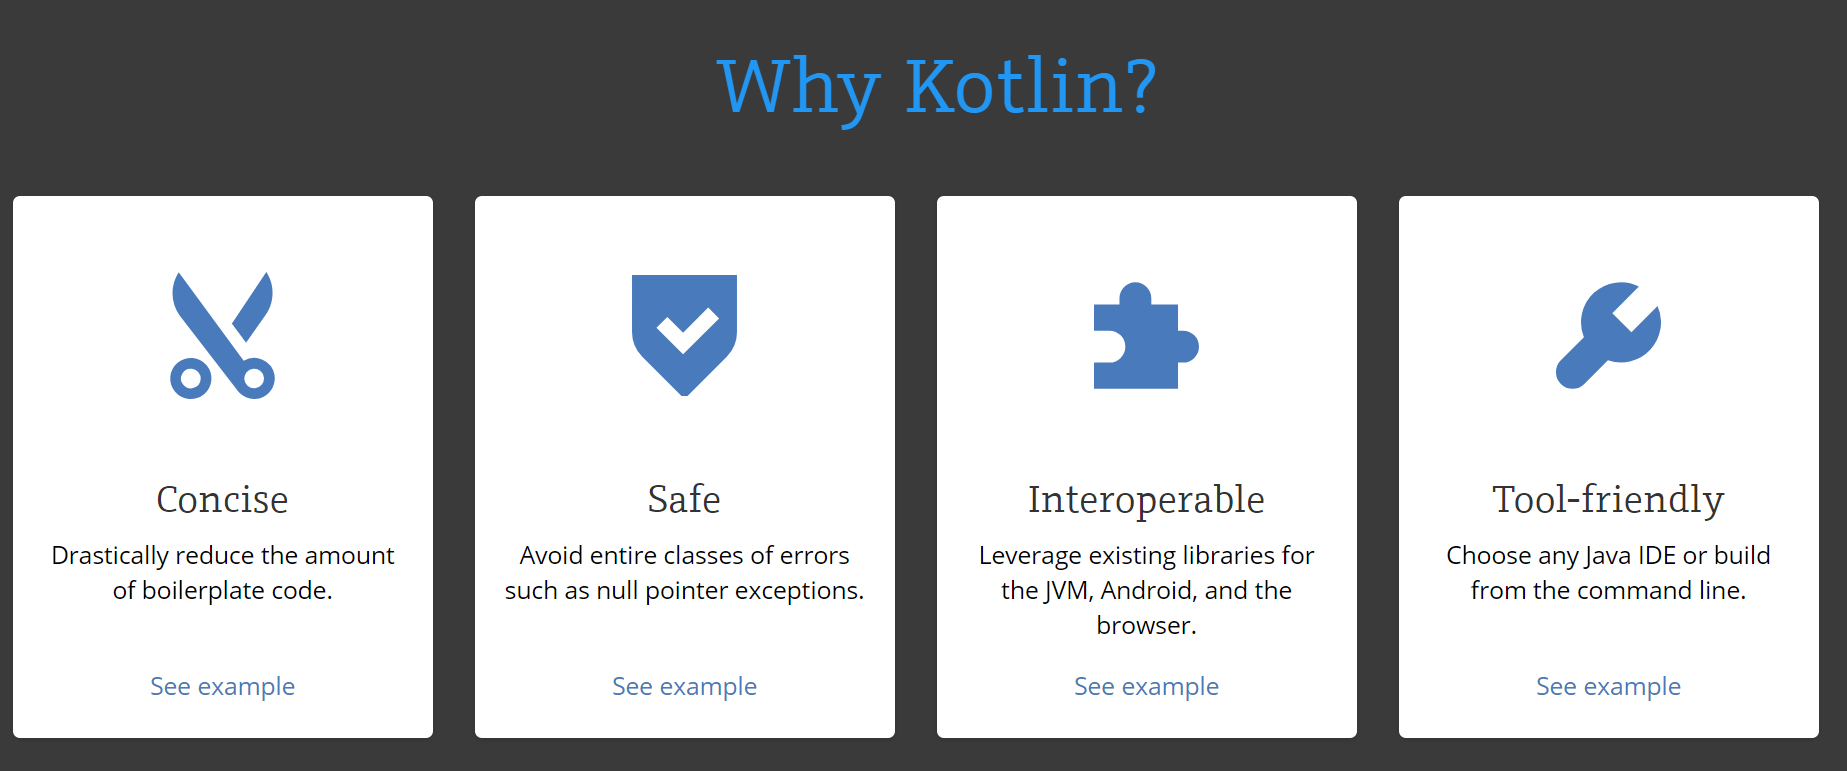 Why Kotlin?
Concise
Drastically reduce the amount
of boilerplate code.
See example
Safe
Avoid entire classes of errors
such as null pointer exceptions.
See example
Interoperable
Leverage existing libraries for
the JVM, Android, and the
browser.
See example
Tool-friendly
Choose any Java IDE or build
from the command line.
See example